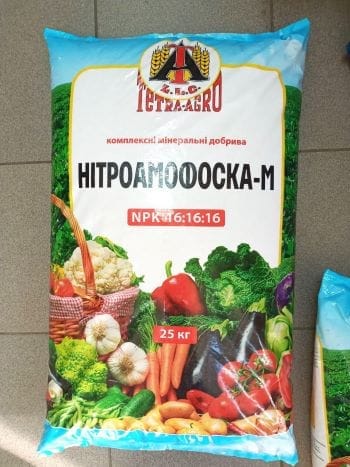 Z.L.C.
TETRA-AGRO
комплексні мінеральні добрива
НІТРОАМОФОСКА-М
NPK 16:16:16
25 кг